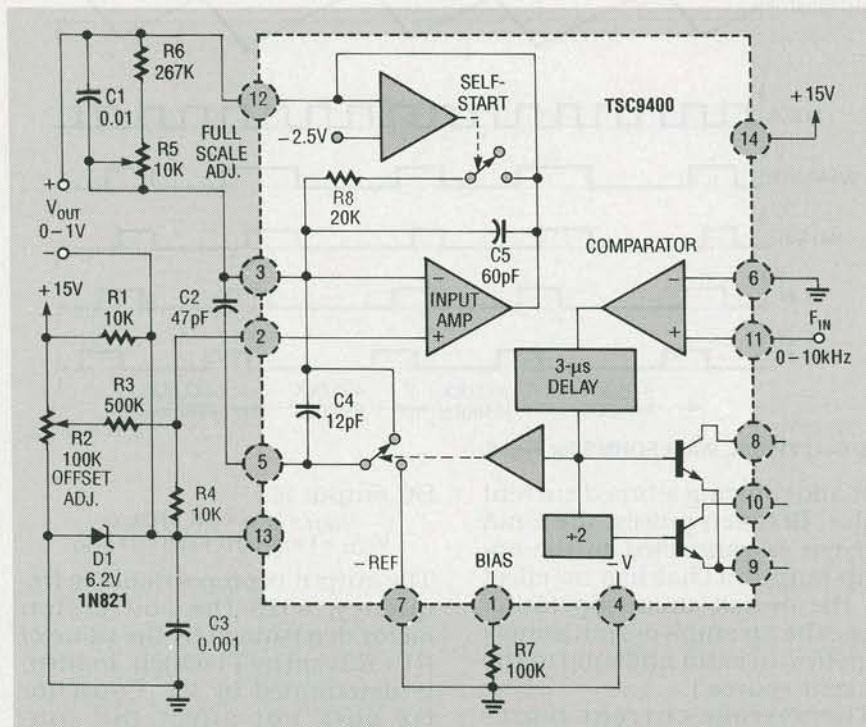 R6
267K
C1
0.01
R5
10K
FULL
SCALE
ADJ.
12
SELF-
START
TSC9400
-2.5V
14
+15V
R8
20K
C5
60pF
COMPARATOR
+
VOUT
0-1V
-
+15V
R1
10K
C2
47pF
3
-
INPUT
AMP
+
2
-
+
6
11
FIN
0-10kHz
R3
500K
R2
100K
OFFSET
ADJ.
3-µs
DELAY
C4
12pF
5
8
10
9
R4
10K
÷2
13
D1
6.2V
1N821
-REF
BIAS
-V
7
1
4
C3
0.001
R7
100K